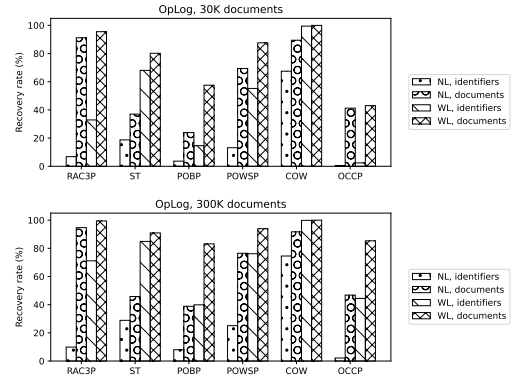 OpLog, 30K documents
Recovery rate (%)
100
80
60
40
20
0
RAC3P ST POBP POWSP COW OCCP
NL, identifiers
NL, documents
WL, identifiers
WL, documents
OpLog, 300K documents
Recovery rate (%)
100
80
60
40
20
0
RAC3P ST POBP POWSP COW OCCP
NL, identifiers
NL, documents
WL, identifiers
WL, documents